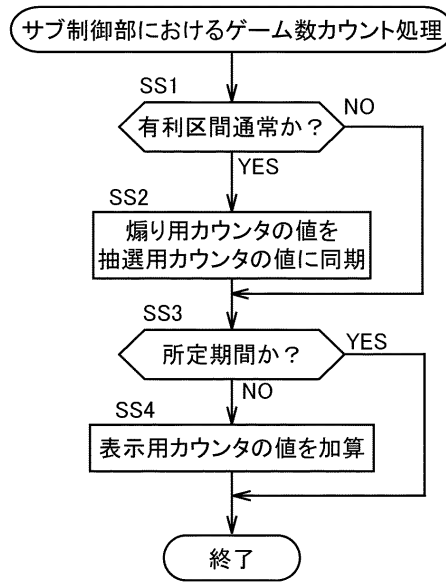 サブ制御部におけるゲーム数カウント処理
SS1
有利区間通常か？
NO
YES
SS2
煽り用カウンタの値を
抽選用カウンタの値に同期
SS3
所定期間か？
YES
NO
SS4
表示用カウンタの値を加算
終了